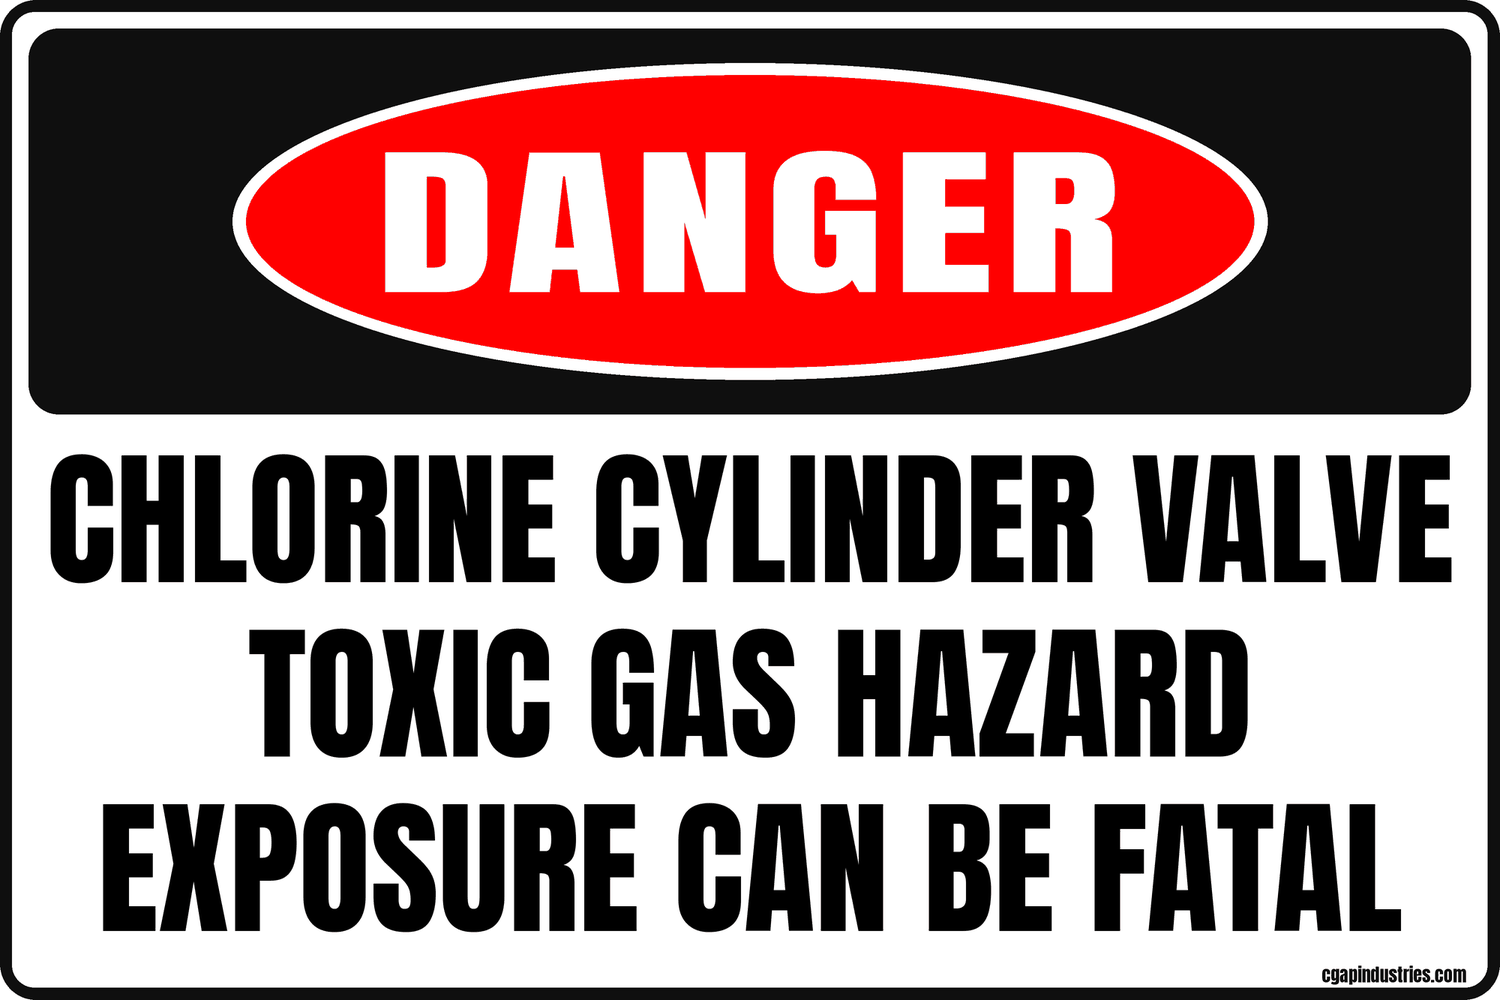 DANGER
CHLORINE CYLINDER VALVE
TOXIC GAS HAZARD
EXPOSURE CAN BE FATAL
cgapindustries.com